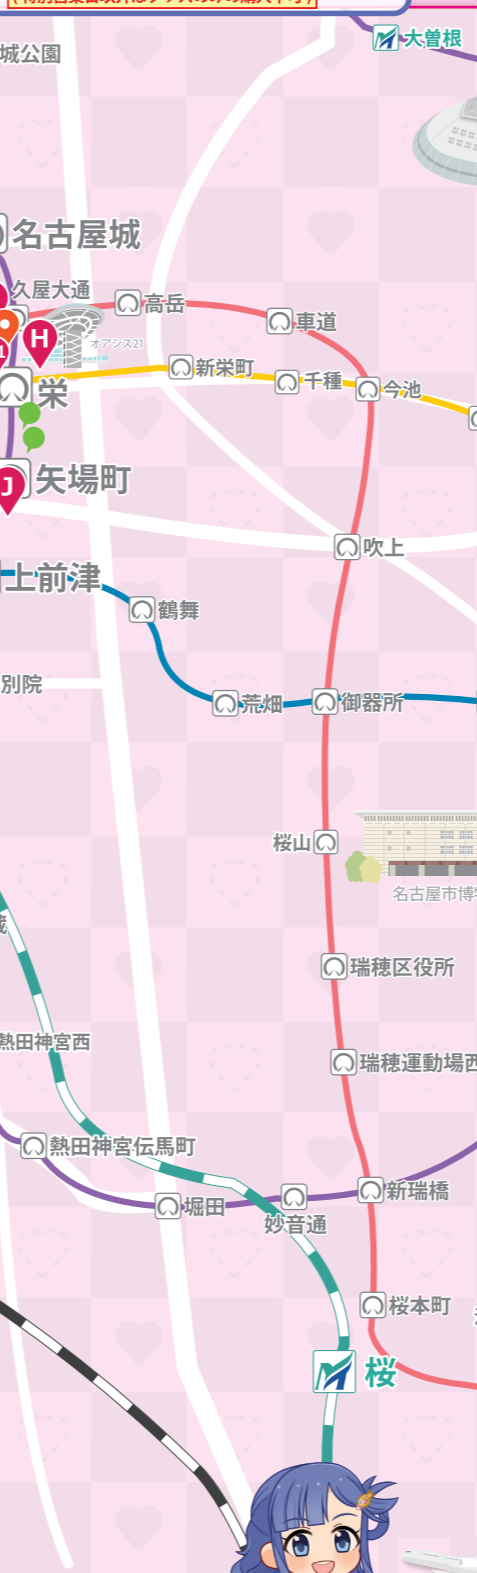 城公園
大曽根
名古屋城
久屋大通
高岳
車道
H
オアシス21
新栄町
千種
今池
栄
矢場町
J
吹上
上前津
鶴舞
別院
荒畑
御器所
桜山
名古屋市博
瑞穂区役所
熱田神宮西
瑞穂運動場西
熱田神宮伝馬町
堀田
妙音通
新瑞橋
桜本町
桜